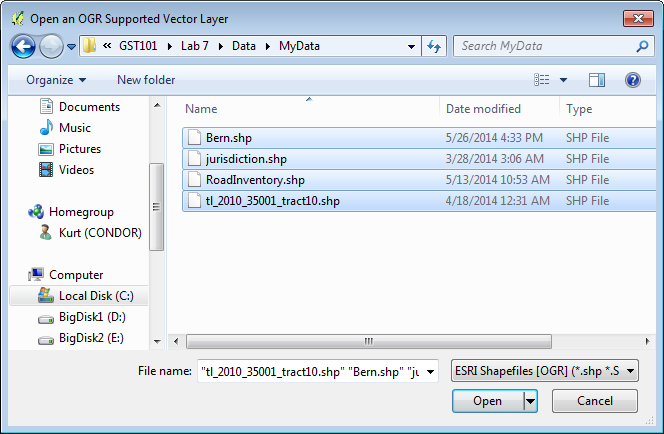 Open an OGR Supported Vector Layer
GST101 Lab 7 Data MyData Search MyData
Organize New folder
Name Date modified Type
Documents
Music
Pictures
Videos
Homegroup
Kurt (CONDOR)
Computer
Local Disk (C:)
BigDisk1 (D:)
BigDisk2 (E:)
Bern.shp 5/26/2014 4:33 PM SHP File
jurisdiction.shp 3/28/2014 3:06 AM SHP File
RoadInventory.shp 5/13/2014 10:53 AM SHP File
tl_2010_35001_tract10.shp 4/18/2014 12:31 AM SHP File
File name: "tl_2010_35001_tract10.shp" "Bern.shp" "ju ESRI Shapefiles [OGR] (*.shp *.S
Open Cancel